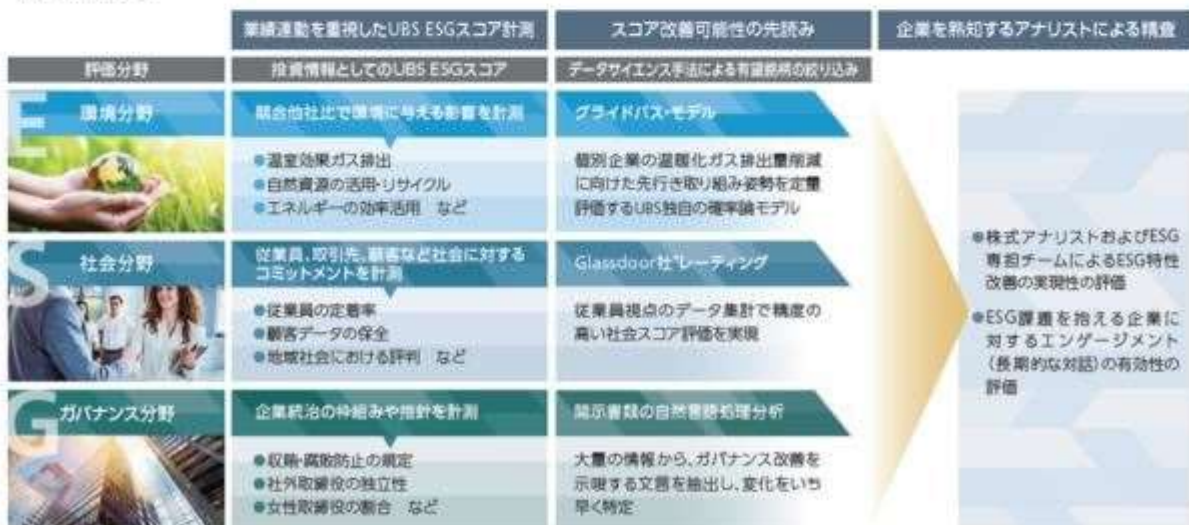 業績連動を重視したUBS ESGスコア計測
スコア改善可能性の先読み
企業を熟知するアナリストによる精査
評価分野
投資情報としてのUBS ESGスコア
データサイエンス手法による有望銘柄の絞り込み
E
環境分野
競合他社比で環境に与える影響を計測
●温室効果ガス排出
●自然資源の活用・リサイクル
●エネルギーの効率活用 など
グライドパス・モデル
個別企業の温暖化ガス排出量削減
に向けた先行き取り組み姿勢を定量
評価するUBS独自の確率論モデル
S
社会分野
従業員、取引先、顧客など社会に対する
コミットメントを計測
●従業員の定着率
●顧客データの保全
●地域社会における評判 など
Glassdoor社*レーティング
従業員視点のデータ集計で精度の
高い社会スコア評価を実現
G
ガバナンス分野
企業統治の枠組みや指針を計測
●収賄・腐敗防止の規定
●社外取締役の独立性
●女性取締役の割合 など
開示書類の自然言語処理分析
大量の情報から、ガバナンス改善を
示唆する文言を抽出し、変化をいち
早く特定
●株式アナリストおよびESG
専担チームによるESG特性
改善の実現性の評価
●ESG課題を抱える企業に
対するエンゲージメント
(長期的な対話)の有効性の
評価